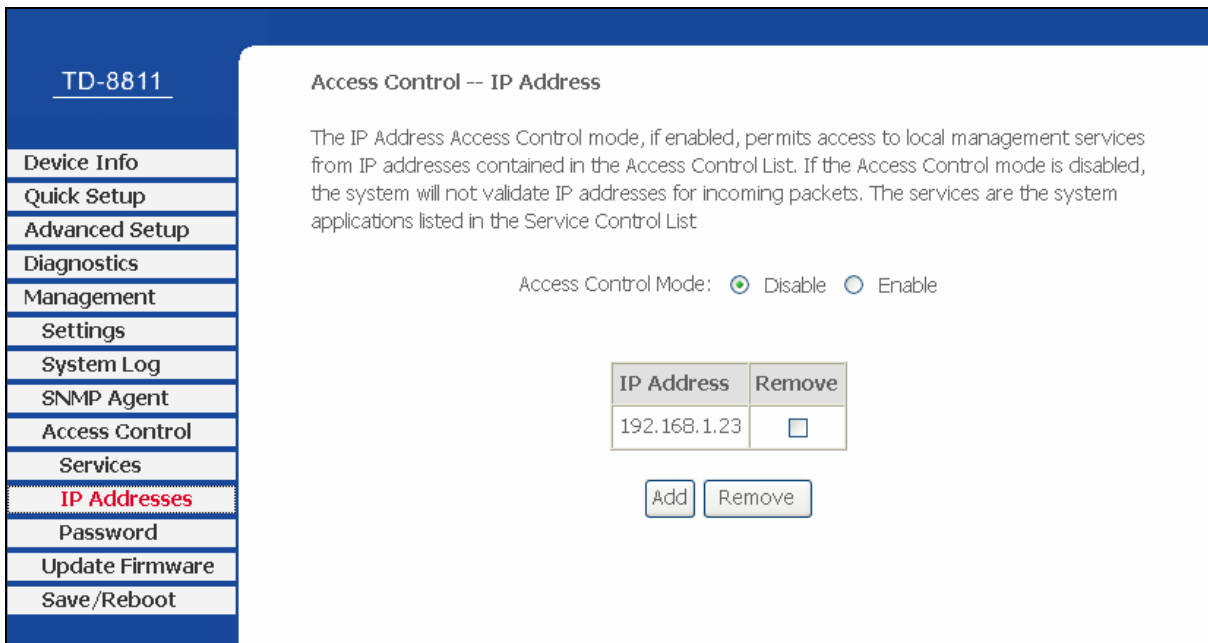 TD-8811
Device Info
Quick Setup
Advanced Setup
Diagnostics
Management
Settings
System Log
SNMP Agent
Access Control
Services
IP Addresses
Password
Update Firmware
Save/Reboot
Access Control -- IP Address
The IP Address Access Control mode, if enabled, permits access to local management services
from IP addresses contained in the Access Control List. If the Access Control mode is disabled,
the system will not validate IP addresses for incoming packets. The services are the system
applications listed in the Service Control List
Access Control Mode: Disable Enable
IP Address Remove
192.168.1.23
Add Remove